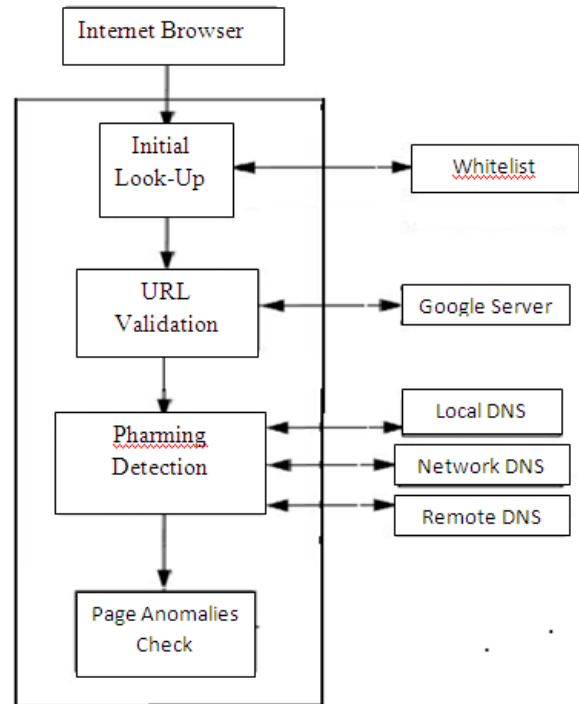 Internet Browser
Initial
Look-Up
Whitelist
URL
Validation
Google Server
Pharming
Detection
Local DNS
Network DNS
Remote DNS
Page Anomalies
Check